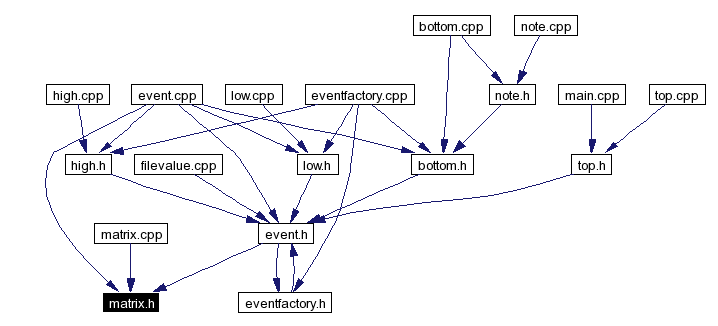 bottom.cpp note.cpp
high.cpp event.cpp low.cpp eventfactory.cpp note.h main.cpp top.cpp
high.h filevalue.cpp low.h bottom.h top.h
matrix.cpp event.h
matrix.h eventfactory.h